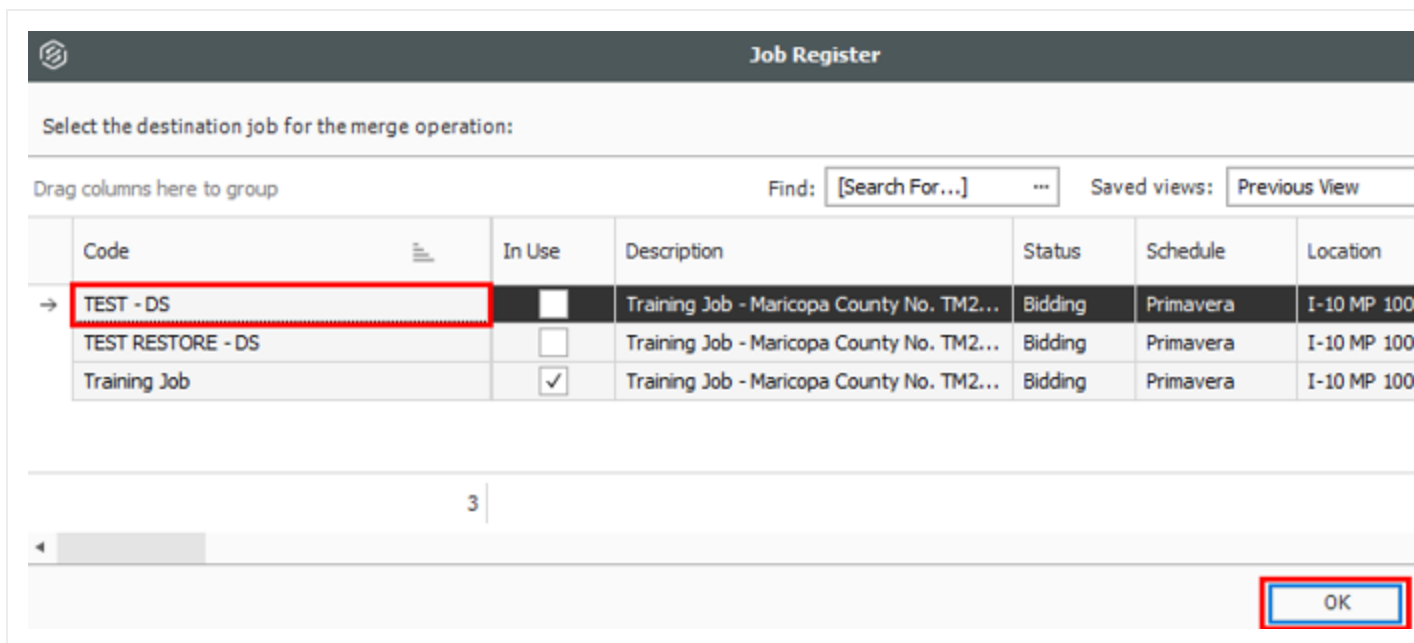 Job Register
Select the destination job for the merge operation:
Drag columns here to group Find: [Search For...] ... Saved views: Previous View
Code In Use Description Status Schedule Location
TEST - DS Training Job - Maricopa County No. TM2... Bidding Primavera I-10 MP 100
TEST RESTORE - DS Training Job - Maricopa County No. TM2... Bidding Primavera I-10 MP 100
Training Job Training Job - Maricopa County No. TM2... Bidding Primavera I-10 MP 100
3
OK